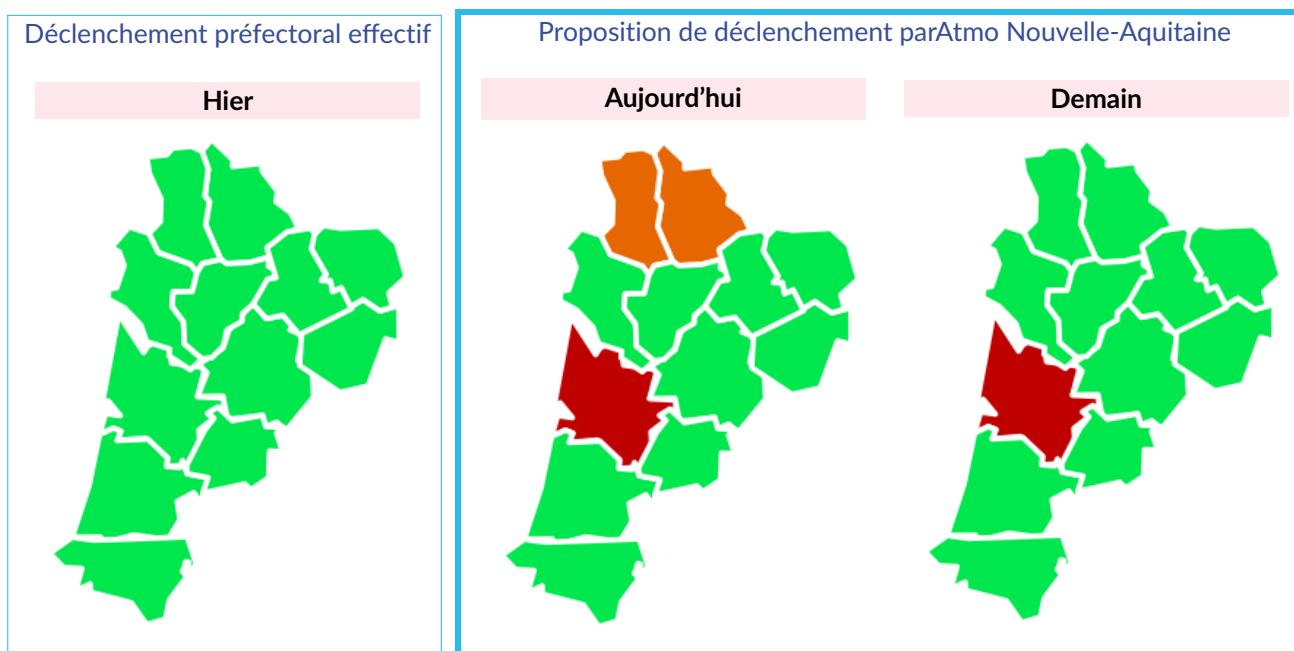 Déclenchement préfectoral effectif
Hier
Proposition de déclenchement parAtmo Nouvelle-Aquitaine
Aujourd’hui
Demain